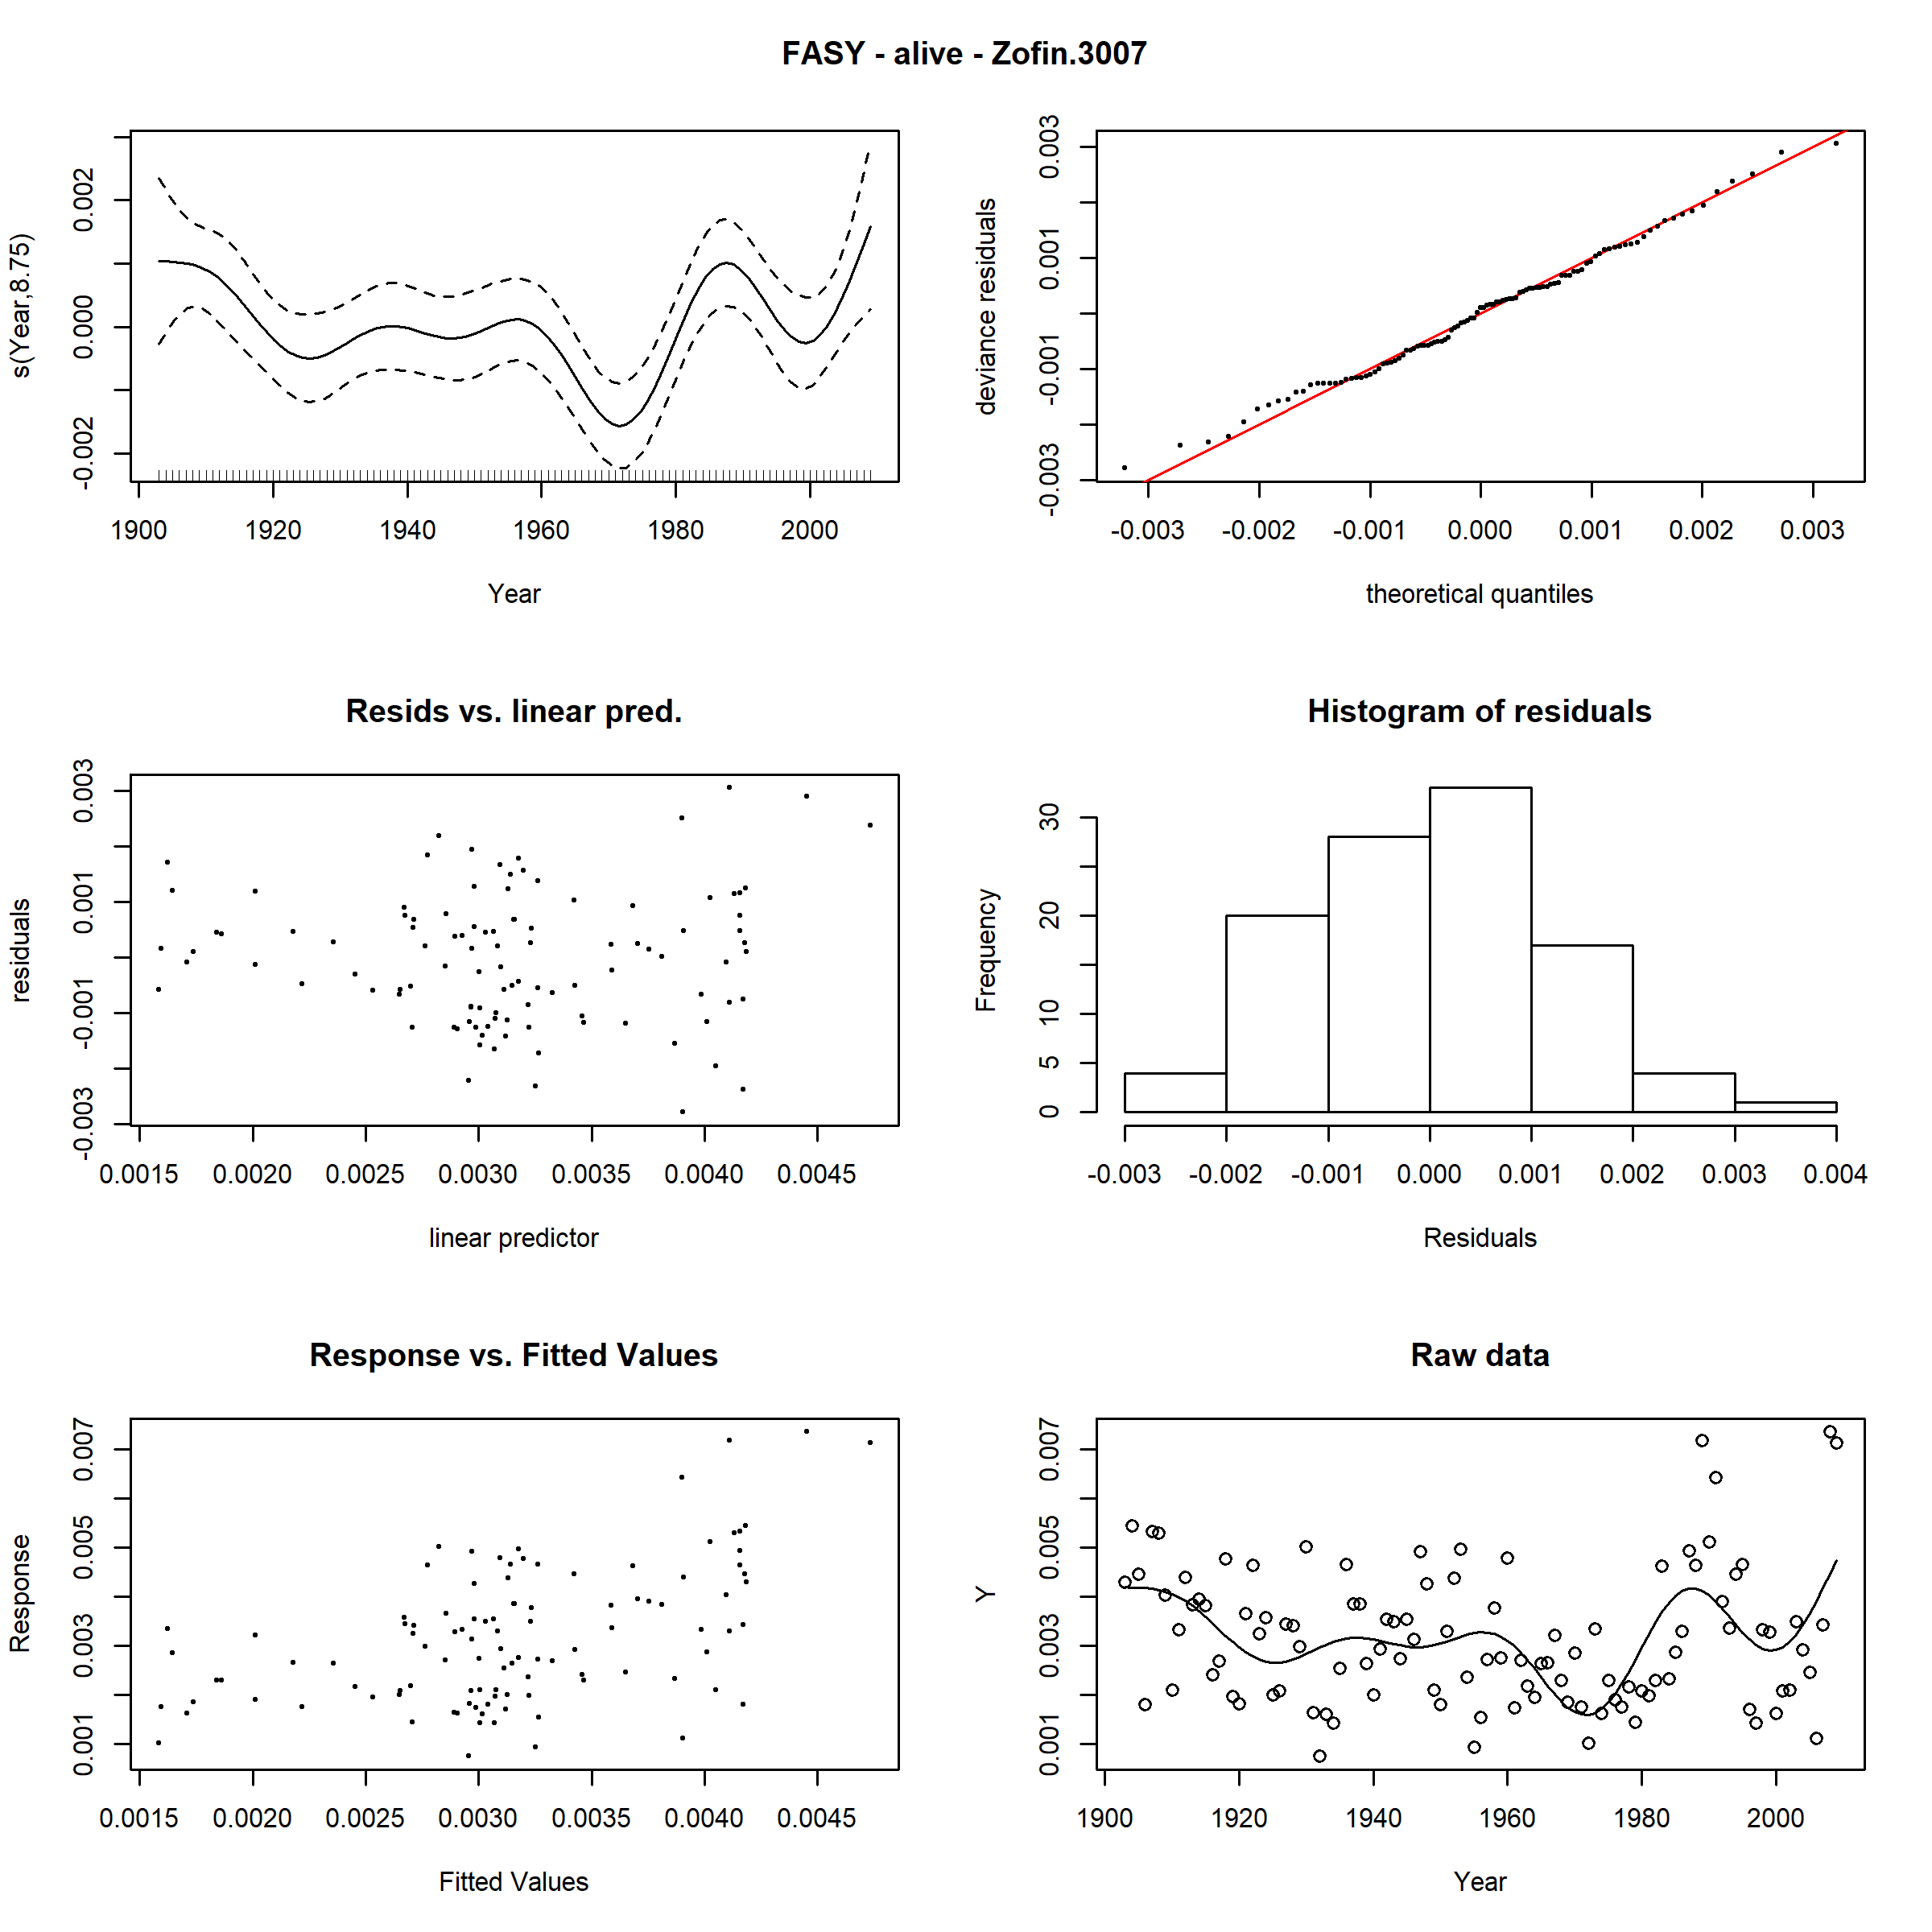 FASY - alive - Zofin.3007
s(Year,8.75)
0.002
0.000
-0.002
1900 1920 1940 1960 1980 2000
Year
deviance residuals
0.003
0.001
-0.001
-0.003
-0.003 -0.002 -0.001 0.000 0.001 0.002 0.003
theoretical quantiles
Resids vs. linear pred.
residuals
0.003
0.001
-0.001
-0.003
0.0015 0.0020 0.0025 0.0030 0.0035 0.0040 0.0045
linear predictor
Histogram of residuals
Frequency
30
20
10
5
0
-0.003 -0.002 -0.001 0.000 0.001 0.002 0.003 0.004
Residuals
Response vs. Fitted Values
Response
0.007
0.005
0.003
0.001
0.0015 0.0020 0.0025 0.0030 0.0035 0.0040 0.0045
Fitted Values
Raw data
Y
0.007
0.005
0.003
0.001
1900 1920 1940 1960 1980 2000
Year